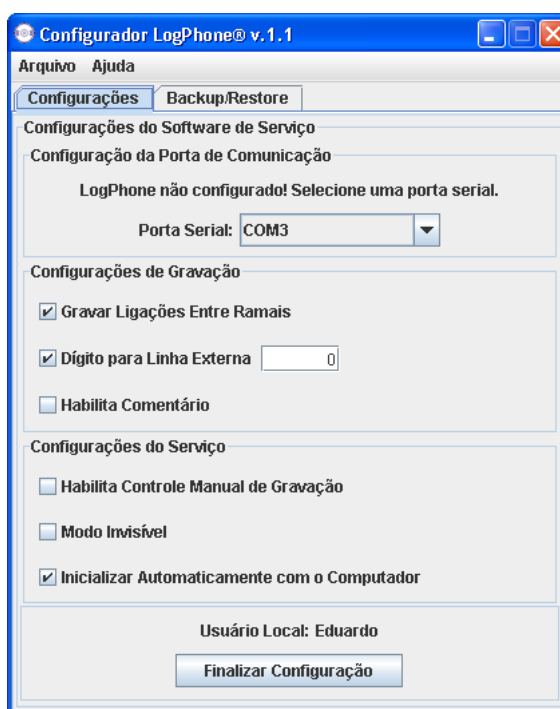 Configurador LogPhone® v.1.1
Arquivo Ajuda
Configurações Backup/Restore
Configurações do Software de Serviço
Configuração da Porta de Comunicação
LogPhone não configurado! Selecione uma porta serial.
Porta Serial: COM3
Configurações de Gravação
Gravar Ligações Entre Ramais
Dígito para Linha Externa 0
Habilita Comentário
Configurações do Serviço
Habilita Controle Manual de Gravação
Modo Invisível
Inicializar Automaticamente com o Computador
Usuário Local: Eduardo
Finalizar Configuração